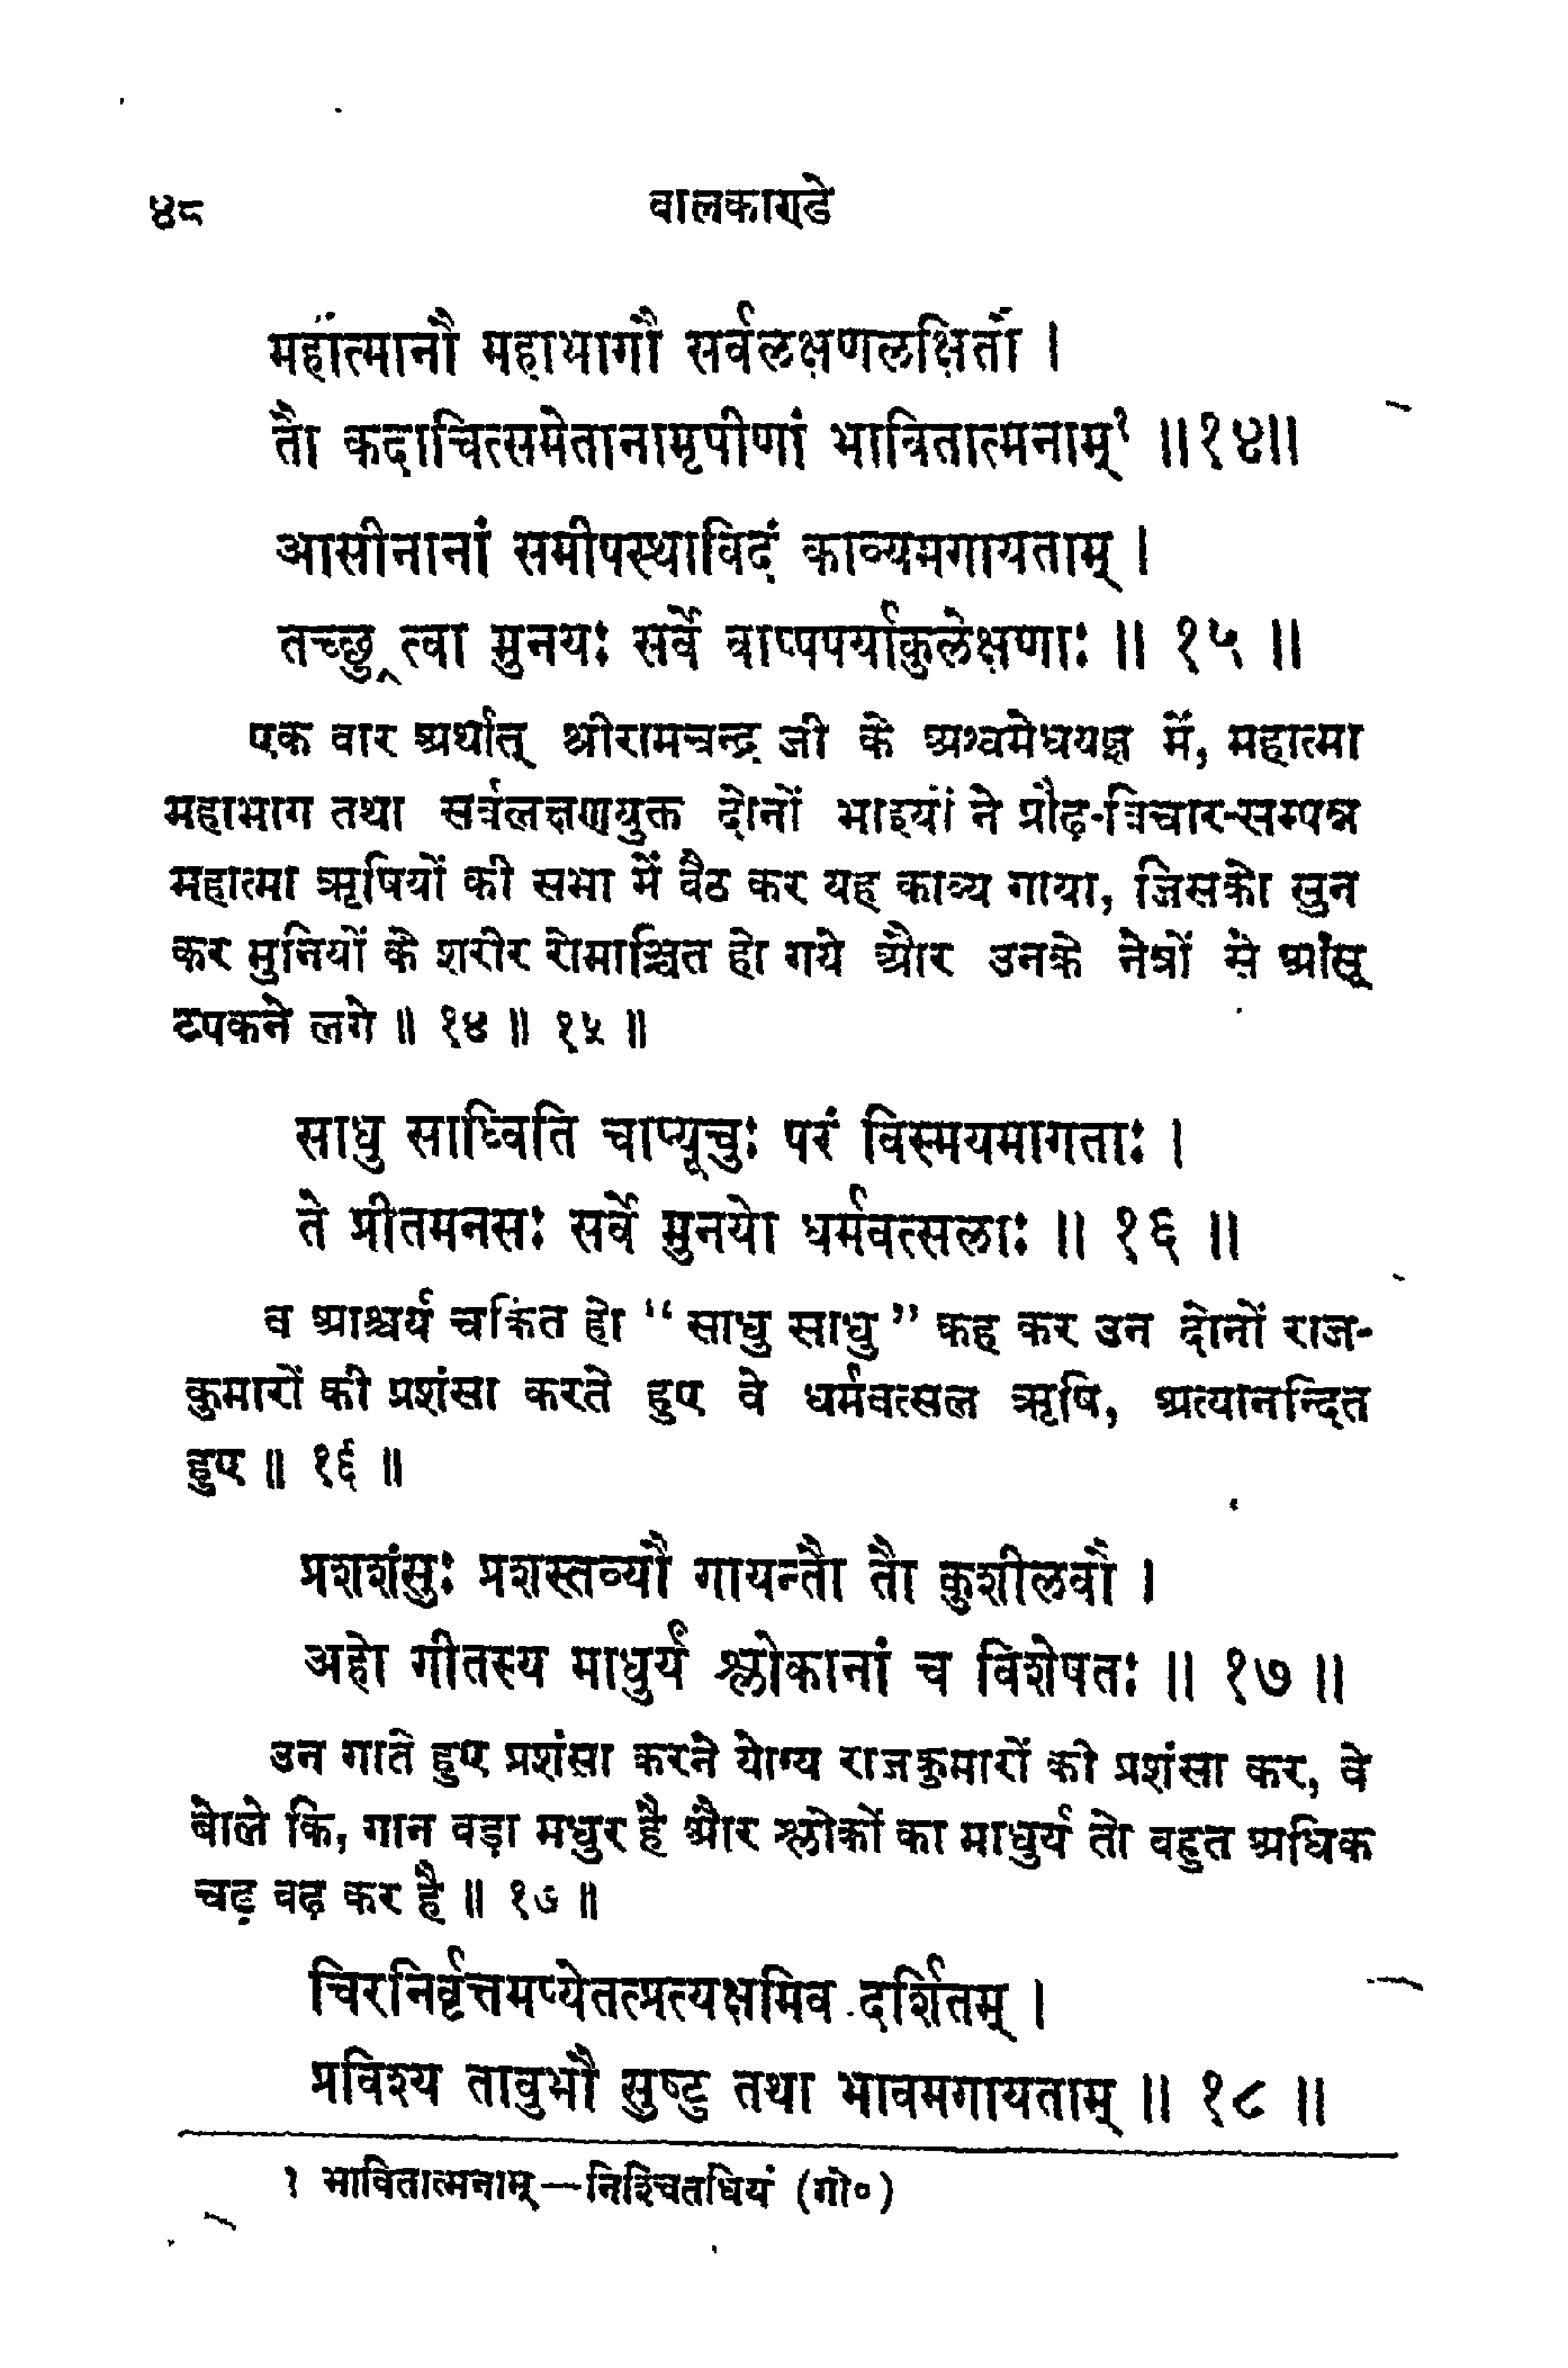 ४८ वालकाण्डे
महात्मानौ महाभागौ सर्वलक्षणलक्षितौ ।
तौ कदाचित्समेतानामृषीणां भावितात्मनाम्१ ॥१४॥
आसीनानां समीपस्थाविदं काव्यमगायताम् ।
तच्छ्रुत्वा मुनयः सर्वे वाष्पपर्याकुलेक्षणाः ॥ १५ ॥
एक वार अर्थात् श्रीरामचन्द्र जी के अश्वमेधयज्ञ में, महात्मा
महाभाग तथा सर्वलक्षणयुक्त दोनों भाइयों ने प्रौढ़-विचार-सम्पन्न
महात्मा ऋषियों की सभा में वैठ कर यह काव्य गाया, जिसको सुन
कर मुनियों के शरीर रोमाञ्चित हो गये और उनके नेत्रों से आंसू
टपकने लगे ॥ १४ ॥ १५ ॥
साधु साध्विति चाप्यूचुः परं विस्मयमागताः ।
ते प्रीतमनसः सर्वे मुनयो धर्मवत्सलाः ॥ १६ ॥
व आश्चर्य चकित हो “ साधु साधु ” कह कर उन दोनों राज-
कुमारों की प्रशंसा करते हुए वे धर्मवत्सल ऋषि, अत्यानन्दित
हुए ॥ १६ ॥
प्रशशंसुः प्रशस्तव्यौ गायन्तौ तौ कुशीलवौ ।
अहो गीतस्य माधुर्यं श्लोकानां च विशेषतः ॥ १७ ॥
उन गाते हुए प्रशंसा करने योग्य राजकुमारों की प्रशंसा कर, वे
बोले कि, गान वड़ा मधुर है और श्लोकों का माधुर्य तो वहुत अधिक
चढ़ वढ़ कर है ॥ १७ ॥
चिरनिर्वृत्तमप्येतत्प्रत्यक्षमिव दर्शितम् ।
प्रविश्य तावुभौ सुष्टु तथा भावमगायताम् ॥ १८ ॥
१ भावितात्मनाम्—निश्चितधियं (गो०)